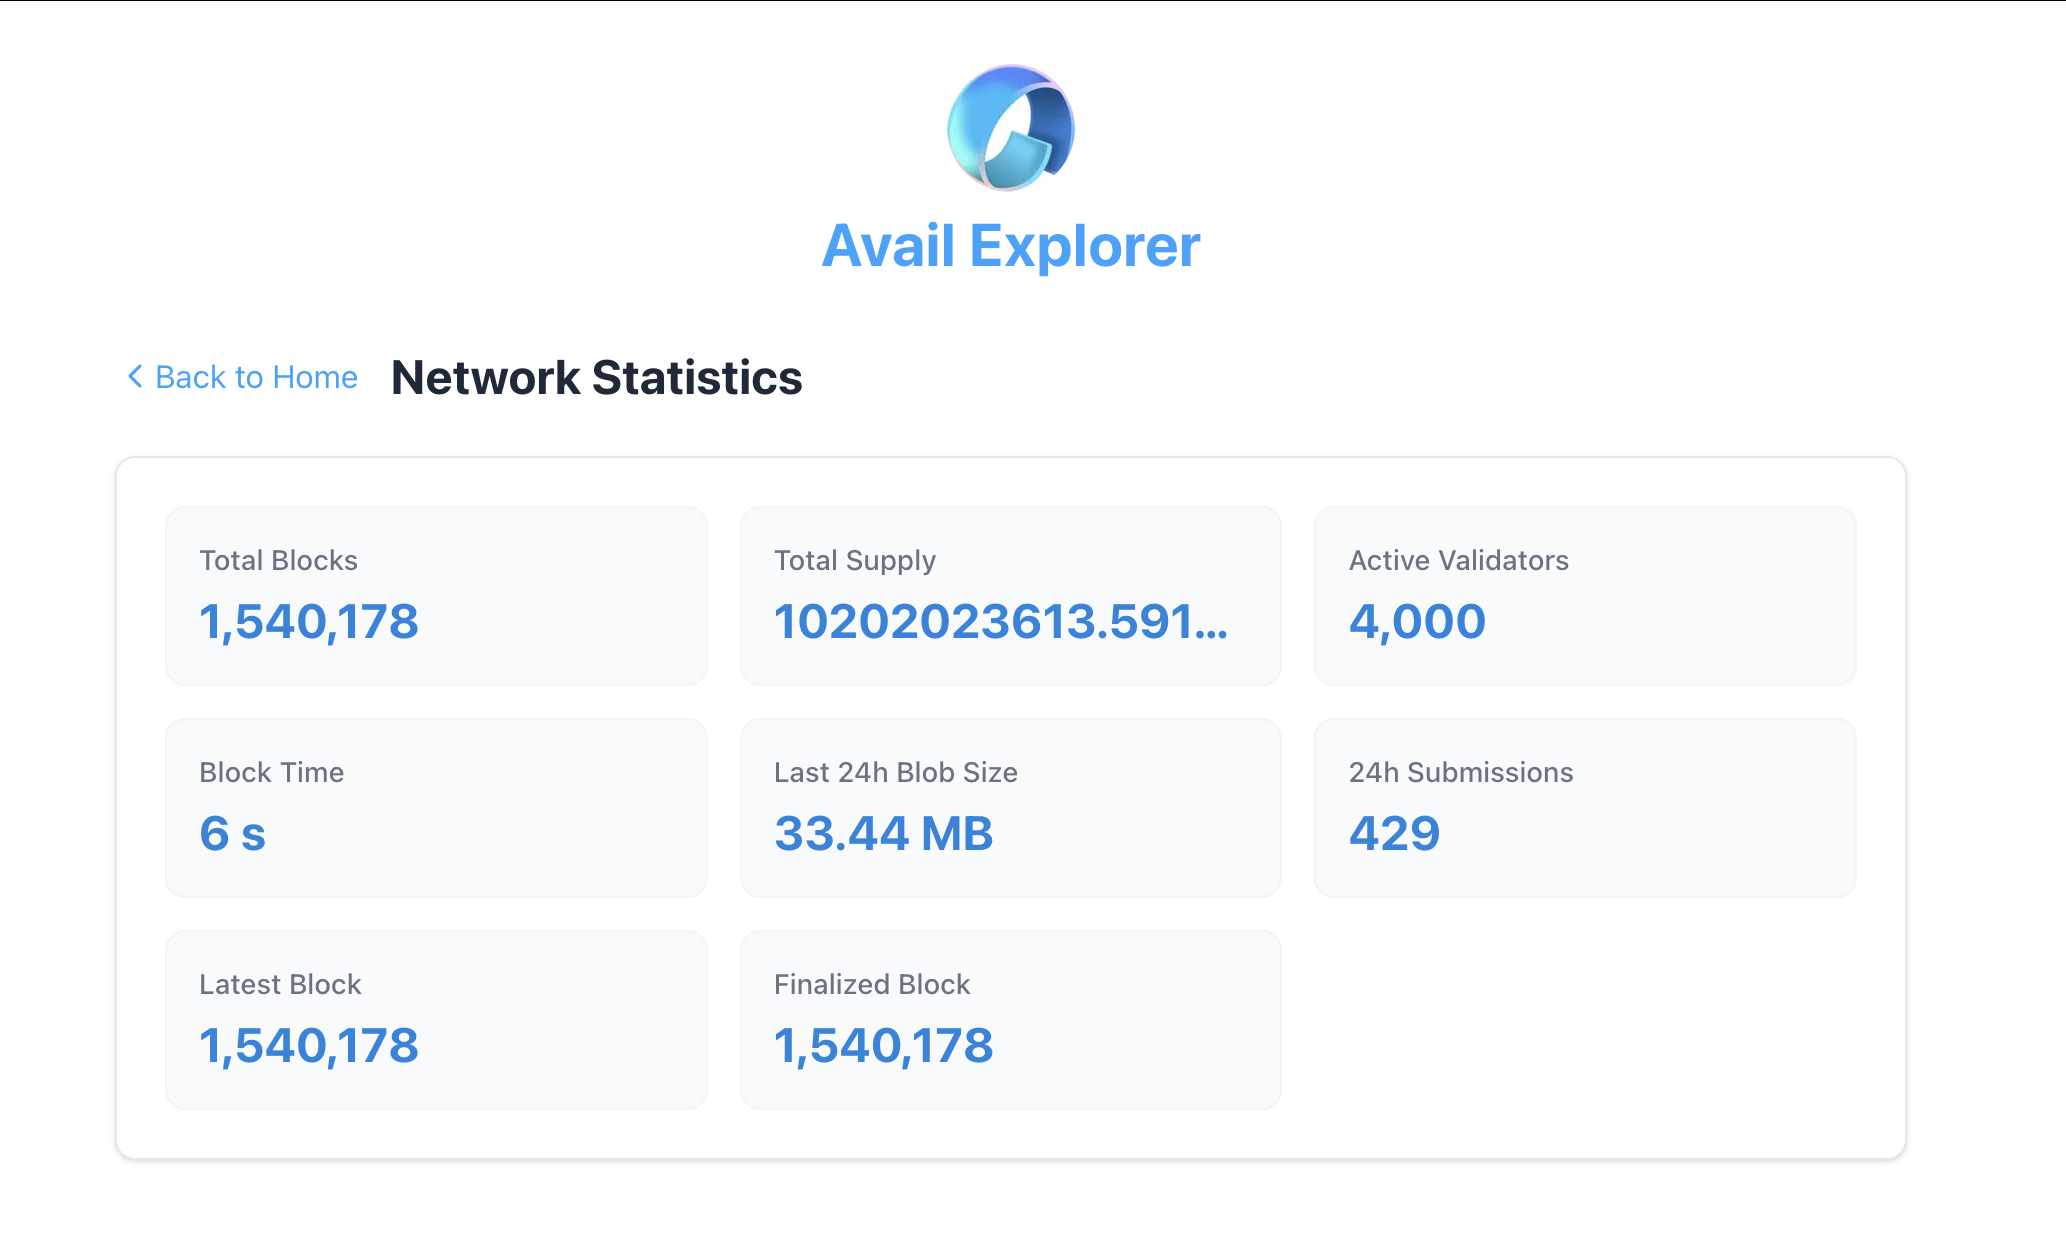 Avail Explorer
Back to Home
Network Statistics
Total Blocks
1,540,178
Total Supply
10202023613.591...
Active Validators
4,000
Block Time
6 s
Last 24h Blob Size
33.44 MB
24h Submissions
429
Latest Block
1,540,178
Finalized Block
1,540,178